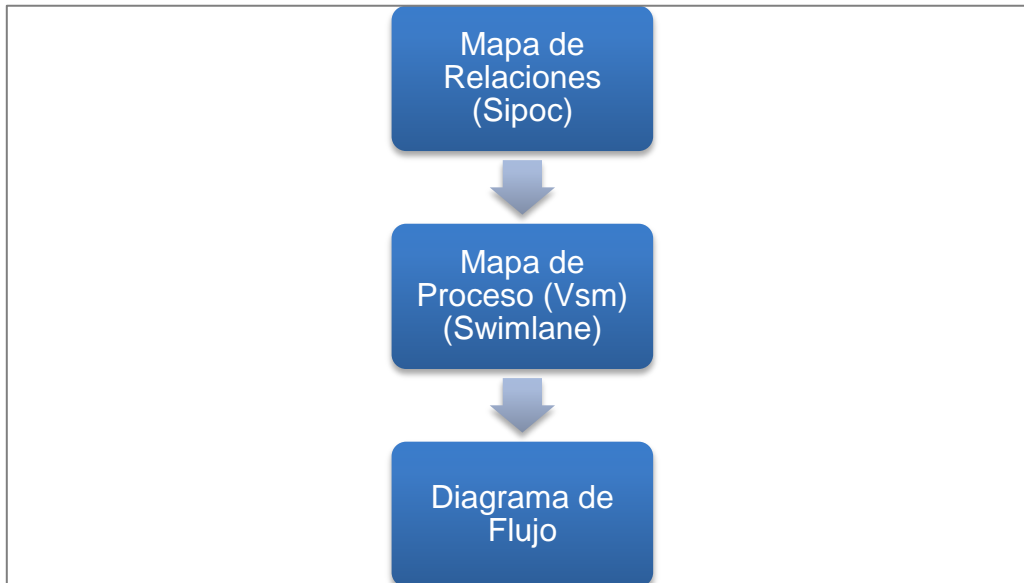 Mapa de
Relaciones
(Sipoc)
Mapa de
Proceso (Vsm)
(Swimlane)
Diagrama de
Flujo